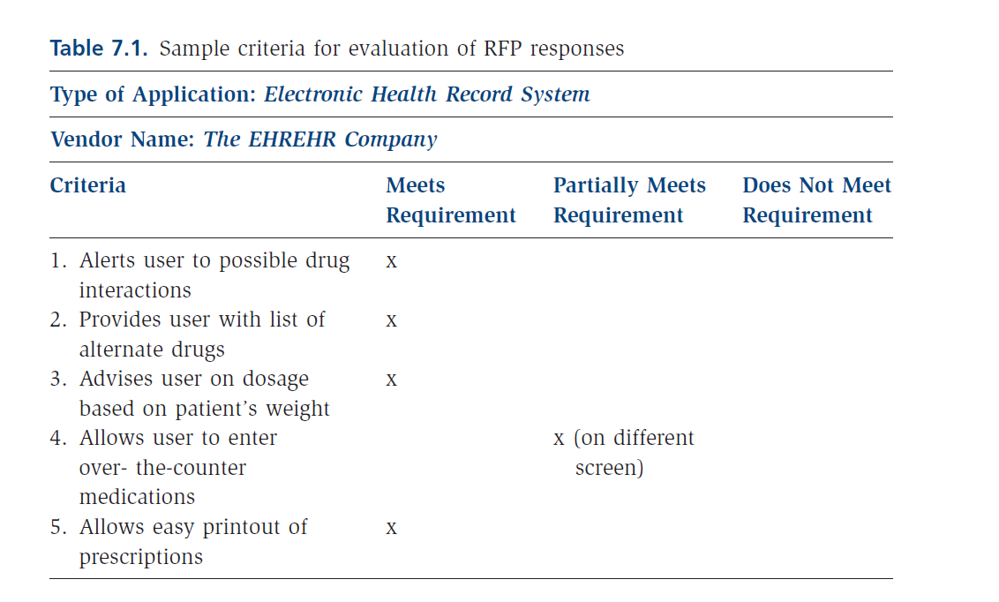 Table 7.1. Sample criteria for evaluation of RFP responses
Type of Application: Electronic Health Record System
Vendor Name: The EHREHR Company
Criteria Meets Requirement Partially Meets Requirement Does Not Meet Requirement
1. Alerts user to possible drug x
interactions
2. Provides user with list of x
alternate drugs
3. Advises user on dosage x
based on patient’s weight
4. Allows user to enter x (on different
over- the-counter screen)
medications
5. Allows easy printout of x
prescriptions